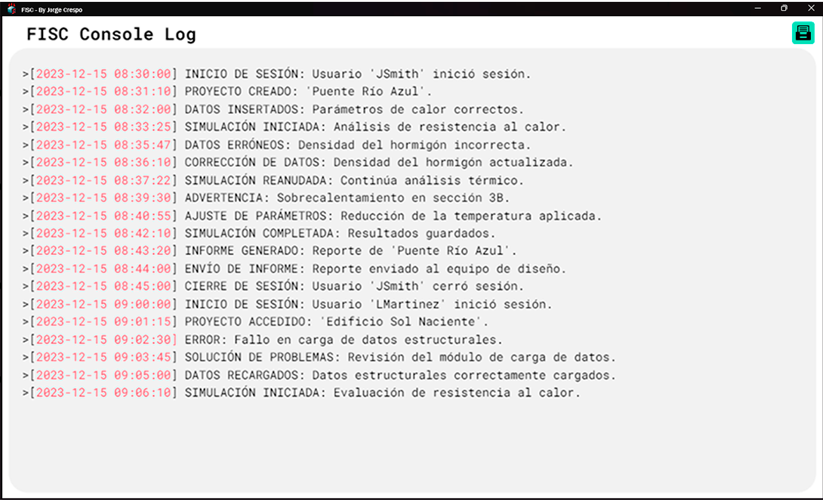 FISC - By Jorge Crespo
FISC Console Log
>[2023-12-15 08:30:00] INICIO DE SESIÓN: Usuario 'JSmith' inició sesión.
>[2023-12-15 08:31:10] PROYECTO CREADO: 'Puente Río Azul'.
>[2023-12-15 08:32:00] DATOS INSERTADOS: Parámetros de calor correctos.
>[2023-12-15 08:33:25] SIMULACIÓN INICIADA: Análisis de resistencia al calor.
>[2023-12-15 08:35:47] DATOS ERRÓNEOS: Densidad del hormigón incorrecta.
>[2023-12-15 08:36:10] CORRECCIÓN DE DATOS: Densidad del hormigón actualizada.
>[2023-12-15 08:37:22] SIMULACIÓN REANUDADA: Continúa análisis térmico.
>[2023-12-15 08:39:30] ADVERTENCIA: Sobrecalentamiento en sección 3B.
>[2023-12-15 08:40:55] AJUSTE DE PARÁMETROS: Reducción de la temperatura aplicada.
>[2023-12-15 08:42:10] SIMULACIÓN COMPLETADA: Resultados guardados.
>[2023-12-15 08:43:20] INFORME GENERADO: Reporte de 'Puente Río Azul'.
>[2023-12-15 08:44:00] ENVÍO DE INFORME: Reporte enviado al equipo de diseño.
>[2023-12-15 08:45:00] CIERRE DE SESIÓN: Usuario 'JSmith' cerró sesión.
>[2023-12-15 09:00:00] INICIO DE SESIÓN: Usuario 'LMartinez' inició sesión.
>[2023-12-15 09:01:15] PROYECTO ACCEDIDO: 'Edificio Sol Naciente'.
>[2023-12-15 09:02:30] ERROR: Fallo en carga de datos estructurales.
>[2023-12-15 09:03:45] SOLUCIÓN DE PROBLEMAS: Revisión del módulo de carga de datos.
>[2023-12-15 09:05:00] DATOS RECARGADOS: Datos estructurales correctamente cargados.
>[2023-12-15 09:06:10] SIMULACIÓN INICIADA: Evaluación de resistencia al calor.